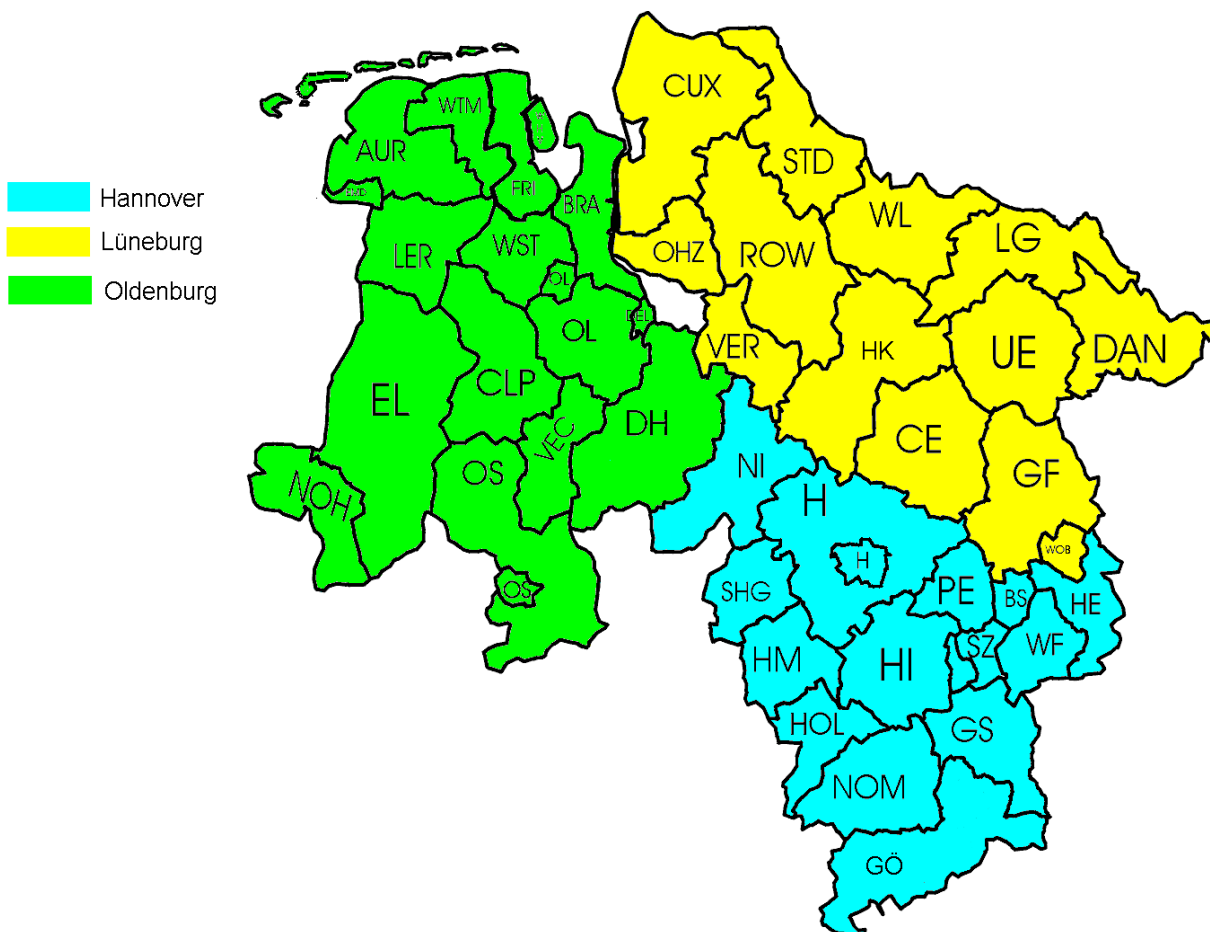 Hannover
Lüneburg
Oldenburg
CUX
WTM
AUR
STD
EMD
FRI
BRA
WL
LG
WST
OHZ
ROW
LER
OL
DEL
OL
VER
HK
UE
DAN
CLP
EL
DH
VEC
CE
NI
GF
OS
NOH
H
WOB
H
OS
SHG
PE
BS
HE
SZ
WF
HM
HI
HOL
GS
NOM
GÖ